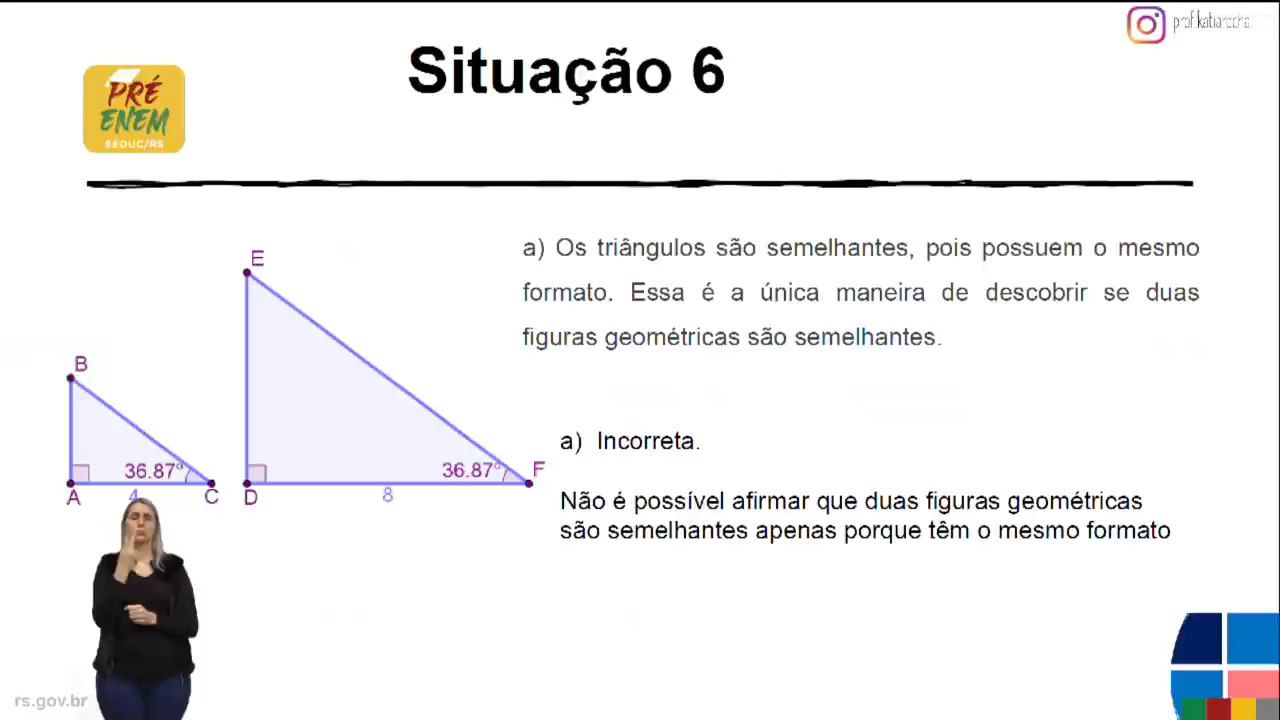 prof.katiarocha
Situação 6
PRÉ
ENEM
SEDUC/RS
a) Os triângulos são semelhantes, pois possuem o mesmo
formato. Essa é a única maneira de descobrir se duas
figuras geométricas são semelhantes.
E
B
36.87°
36.87°
F
A
4
C
D
8
a) Incorreta.
Não é possível afirmar que duas figuras geométricas
são semelhantes apenas porque têm o mesmo formato
rs.gov.br